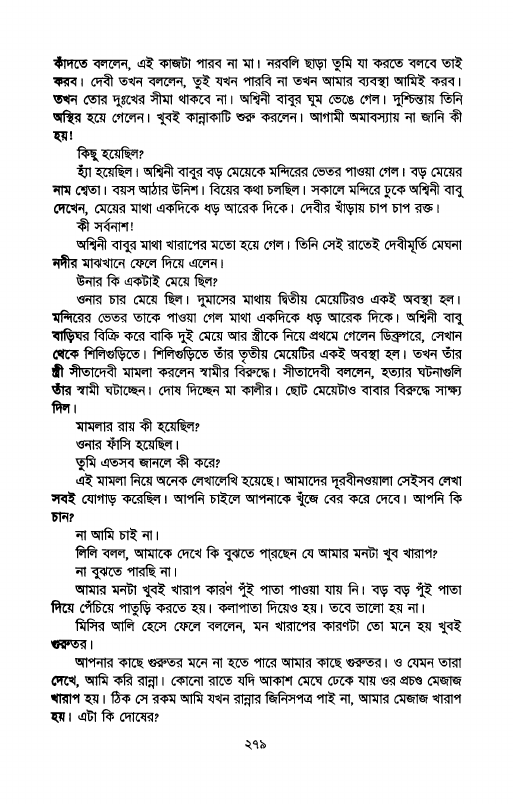 কাঁদতে বললেন, এই কাজটা পারব না মা। নরবলি ছাড়া তুমি যা করতে বলবে তাই
করব। দেবী তখন বললেন, তুই যখন পারবি না তখন আমার ব্যবস্থা আমিই করব।
তখন তোর দুঃখের সীমা থাকবে না। অশ্বিনী বাবুর ঘুম ভেঙে গেল। দুশ্চিন্তায় তিনি
অস্থির হয়ে গেলেন। খুবই কান্নাকাটি শুরু করলেন। আগামী অমাবস্যায় না জানি কী
হয়!
কিছু হয়েছিল?
হ্যাঁ হয়েছিল। অশ্বিনী বাবুর বড় মেয়েকে মন্দিরের ভেতর পাওয়া গেল। বড় মেয়ের
নাম শ্বেতা। বয়স আঠার উনিশ। বিয়ের কথা চলছিল। সকালে মন্দিরে ঢুকে অশ্বিনী বাবু
দেখেন, মেয়ের মাথা একদিকে ধড় আরেক দিকে। দেবীর খাঁড়ায় চাপ চাপ রক্ত।
কী সর্বনাশ!
অশ্বিনী বাবুর মাথা খারাপের মতো হয়ে গেল। তিনি সেই রাতেই দেবীমূর্তি মেঘনা
নদীর মাঝখানে ফেলে দিয়ে এলেন।
উনার কি একটাই মেয়ে ছিল?
ওনার চার মেয়ে ছিল। দুমাসের মাথায় দ্বিতীয় মেয়েটিরও একই অবস্থা হল।
মন্দিরের ভেতর তাকে পাওয়া গেল মাথা একদিকে ধড় আরেক দিকে। অশ্বিনী বাবু
বাড়িঘর বিক্রি করে বাকি দুই মেয়ে আর স্ত্রীকে নিয়ে প্রথমে গেলেন ডিব্রুগরে, সেখান
থেকে শিলিগুড়িতে। শিলিগুড়িতে তাঁর তৃতীয় মেয়েটির একই অবস্থা হল। তখন তাঁর
স্ত্রী সীতাদেবী মামলা করলেন স্বামীর বিরুদ্ধে। সীতাদেবী বললেন, হত্যার ঘটনাগুলি
তাঁর স্বামী ঘটাচ্ছেন। দোষ দিচ্ছেন মা কালীর। ছোট মেয়েটাও বাবার বিরুদ্ধে সাক্ষ্য
দিল।
মামলার রায় কী হয়েছিল?
ওনার ফাঁসি হয়েছিল।
তুমি এতসব জানলে কী করে?
এই মামলা নিয়ে অনেক লেখালেখি হয়েছে। আমাদের দূরবীনওয়ালা সেইসব লেখা
সবই যোগাড় করেছিল। আপনি চাইলে আপনাকে খুঁজে বের করে দেবে। আপনি কি
চান?
না আমি চাই না।
লিলি বলল, আমাকে দেখে কি বুঝতে পারছেন যে আমার মনটা খুব খারাপ?
না বুঝতে পারছি না।
আমার মনটা খুবই খারাপ কারণ পুঁই পাতা পাওয়া যায় নি। বড় বড় পুঁই পাতা
দিয়ে পেঁচিয়ে পাতুড়ি করতে হয়। কলাপাতা দিয়েও হয়। তবে ভালো হয় না।
মিসির আলি হেসে ফেলে বললেন, মন খারাপের কারণটা তো মনে হয় খুবই
গুরুতর।
আপনার কাছে গুরুতর মনে না হতে পারে আমার কাছে গুরুতর। ও যেমন তারা
দেখে, আমি করি রান্না। কোনো রাতে যদি আকাশ মেঘে ঢেকে যায় ওর প্রচণ্ড মেজাজ
খারাপ হয়। ঠিক সে রকম আমি যখন রান্নার জিনিসপত্র পাই না, আমার মেজাজ খারাপ
হয়। এটা কি দোষের?
২৭৯